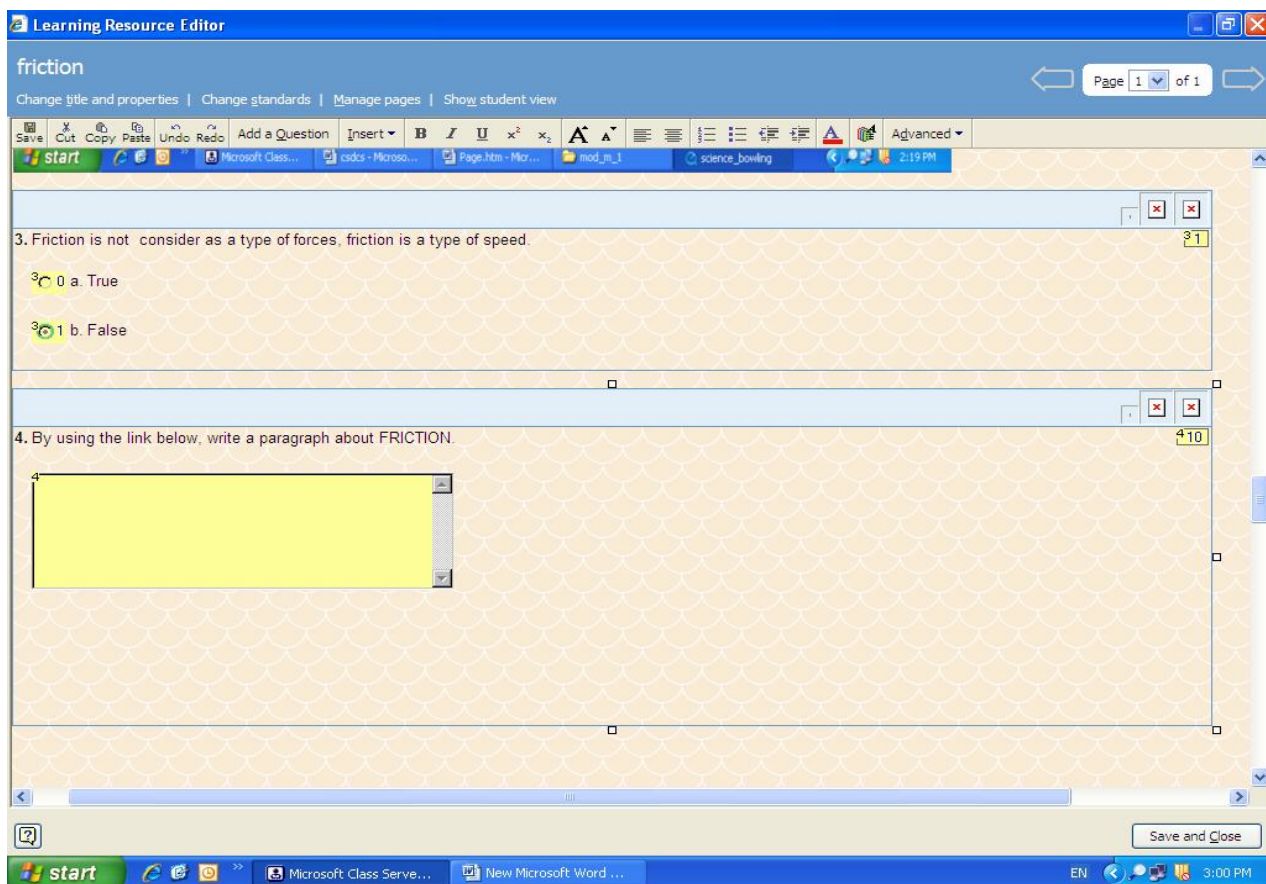 Learning Resource Editor
friction
Change title and properties | Change standards | Manage pages | Show student view
Page 1 of 1
Save Cut Copy Paste Undo Redo Add a Question Insert B I U x² x₂ A A A Advanced
start Microsoft Class... csdcs - Microso... Page.htm - Micr... mod_m_1 science_bowling 2:19 PM
3. Friction is not consider as a type of forces, friction is a type of speed.
3 1
3 0 a. True
3 1 b. False
4. By using the link below, write a paragraph about FRICTION.
4 10
4
Save and Close
start Microsoft Class Serve... New Microsoft Word ... EN 3:00 PM